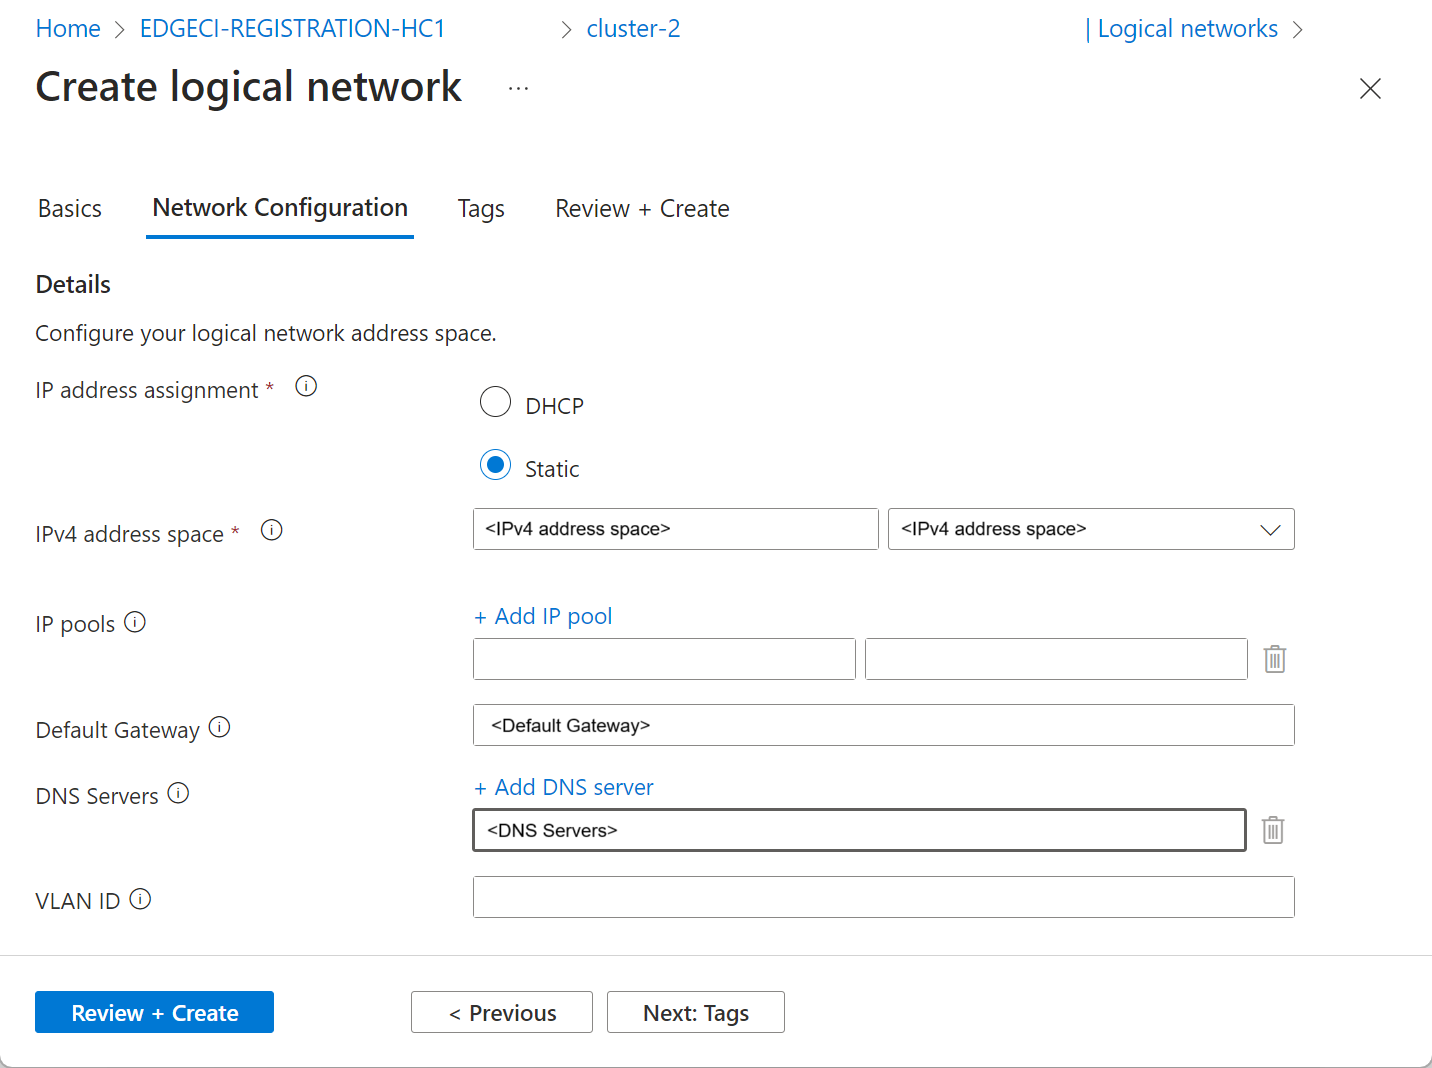 Home > EDGECI-REGISTRATION-HC1 > cluster-2 | Logical networks >
Create logical network ...
Basics Network Configuration Tags Review + Create
Details
Configure your logical network address space.
IP address assignment *
DHCP
Static
IPv4 address space * <IPv4 address space> <IPv4 address space>
IP pools + Add IP pool
Default Gateway <Default Gateway>
DNS Servers + Add DNS server
<DNS Servers>
VLAN ID
Review + Create < Previous Next: Tags